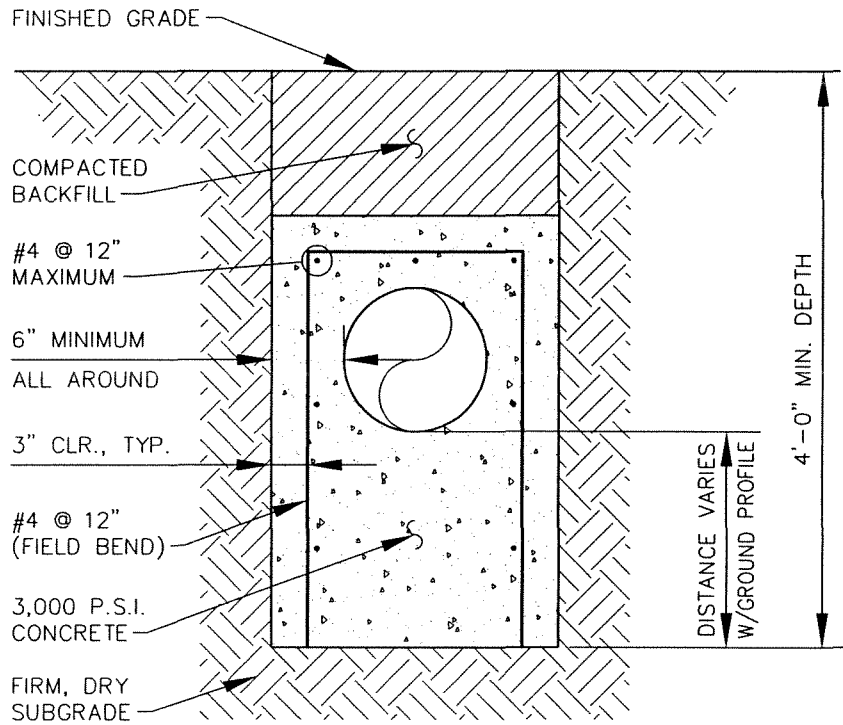 FINISHED GRADE
COMPACTED
BACKFILL
#4 @ 12"
MAXIMUM
6" MINIMUM
ALL AROUND
3" CLR., TYP.
#4 @ 12"
(FIELD BEND)
3,000 P.S.I.
CONCRETE
FIRM, DRY
SUBGRADE
DISTANCE VARIES
W/GROUND PROFILE
4'-0" MIN. DEPTH